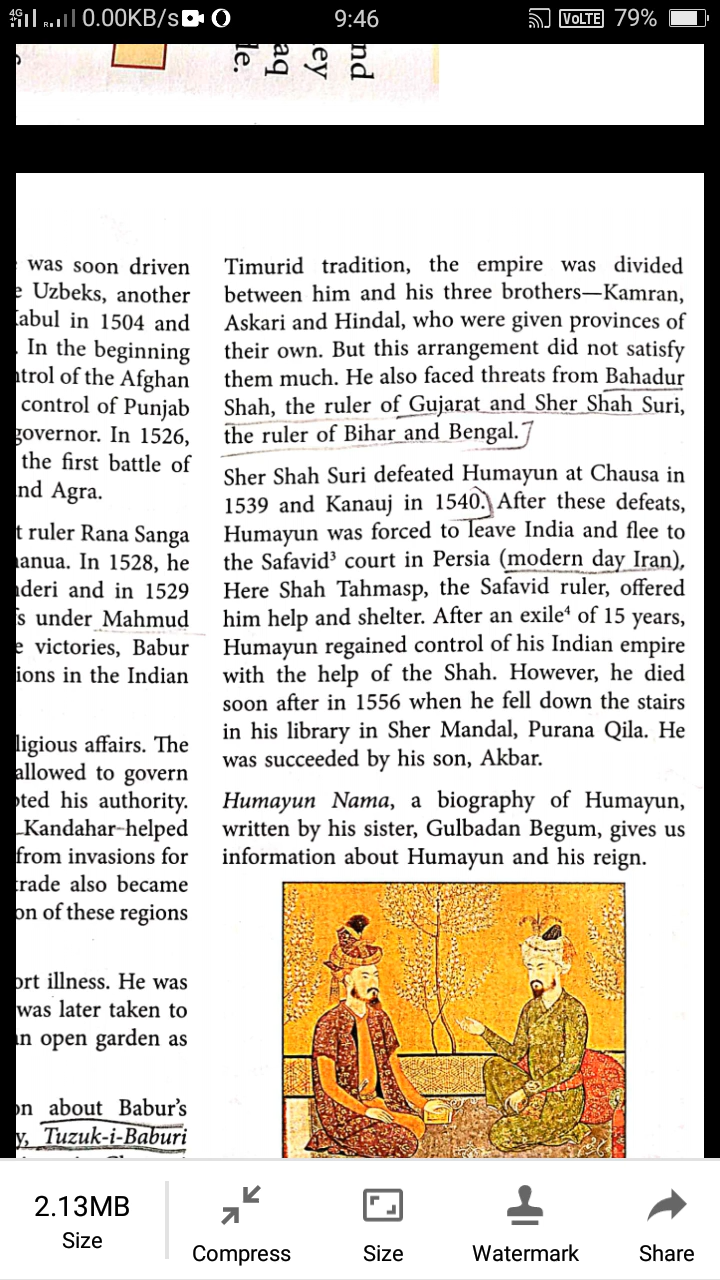 4G
R
0.00KB/s
9:46
VoLTE
79%
le.
aq
ey
nd
was soon driven
e Uzbeks, another
abul in 1504 and
. In the beginning
ntrol of the Afghan
control of Punjab
governor. In 1526,
the first battle of
nd Agra.
t ruler Rana Sanga
anua. In 1528, he
deri and in 1529
s under Mahmud
e victories, Babur
ions in the Indian
ligious affairs. The
allowed to govern
ted his authority.
Kandahar helped
from invasions for
trade also became
on of these regions
ort illness. He was
was later taken to
an open garden as
on about Babur's
y, Tuzuk-i-Baburi
Timurid tradition, the empire was divided
between him and his three brothers—Kamran,
Askari and Hindal, who were given provinces of
their own. But this arrangement did not satisfy
them much. He also faced threats from Bahadur
Shah, the ruler of Gujarat and Sher Shah Suri,
the ruler of Bihar and Bengal.
Sher Shah Suri defeated Humayun at Chausa in
1539 and Kanauj in 1540. After these defeats,
Humayun was forced to leave India and flee to
the Safavid³ court in Persia (modern day Iran).
Here Shah Tahmasp, the Safavid ruler, offered
him help and shelter. After an exile⁴ of 15 years,
Humayun regained control of his Indian empire
with the help of the Shah. However, he died
soon after in 1556 when he fell down the stairs
in his library in Sher Mandal, Purana Qila. He
was succeeded by his son, Akbar.
Humayun Nama, a biography of Humayun,
written by his sister, Gulbadan Begum, gives us
information about Humayun and his reign.
2.13MB
Size
Compress
Size
Watermark
Share